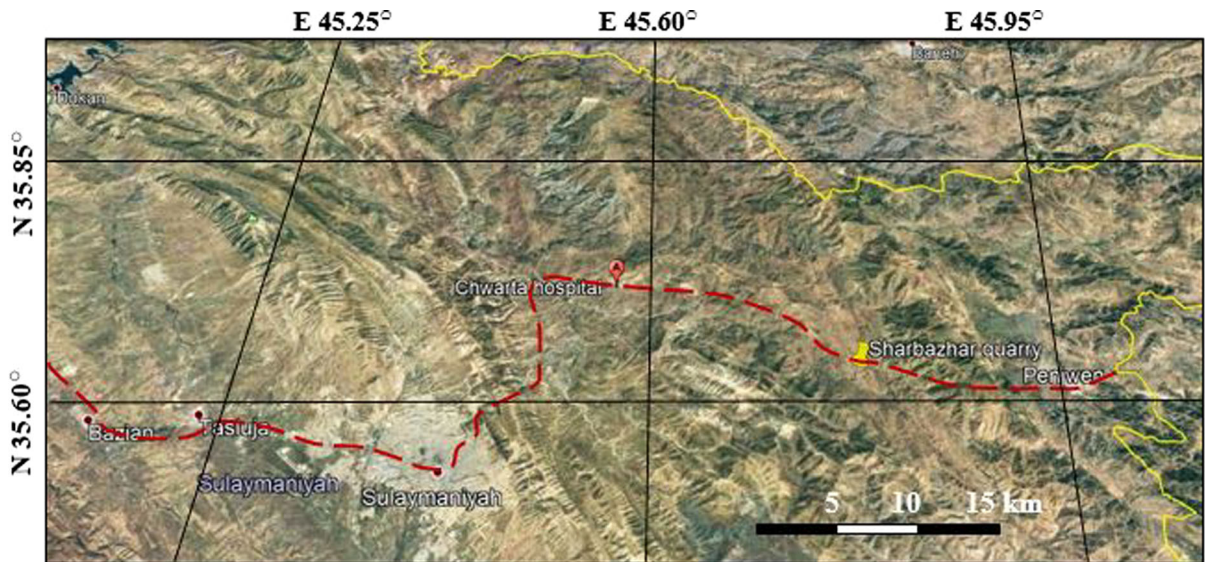 E 45.25° E 45.60° E 45.95°
Dokan
Baneh
N 35.85°
Chwarta hospital
A
Sharbazhar quarry
Penjwen
N 35.60°
Bazian
Tasluja
Sulaymaniyah
Sulaymaniyah
5 10 15 km